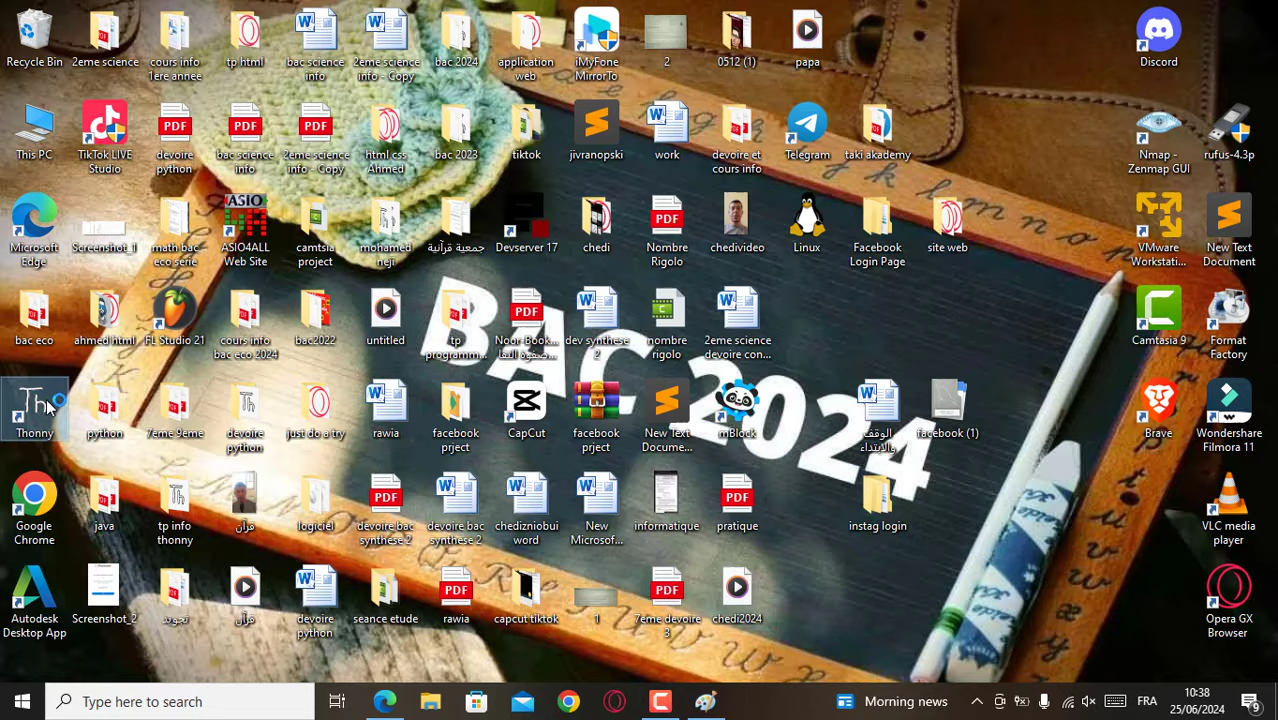 Recycle Bin
2eme science
cours info
1ere annee
tp html
bac science
info
2eme science
info - Copy
bac 2024
application
web
iMyFone
MirrorTo
2
0512 (1)
papa
Discord
This PC
TikTok LIVE
Studio
devoire
python
bac science
info
2eme science
info - Copy
html css
Ahmed
bac 2023
tiktok
jivranopski
work
devoire et
cours info
Telegram
taki akademy
Nmap -
Zenmap GUI
rufus-4.3p
Microsoft
Edge
Screenshot_1
math bac
eco serie
ASIO4ALL
Web Site
camtsia
project
mohamed
neji
جمعية قرآنية
Devserver 17
chedi
Nombre
Rigolo
chedivideo
Linux
Facebook
Login Page
site web
VMware
Workstati...
New Text
Document
bac eco
ahmed html
FL Studio 21
cours info
bac eco 2024
bac2022
untitled
tp
programm...
Noor-Book...
dev synthese
2
nombre
rigolo
2eme science
devoire con...
Camtasia 9
Format
Factory
Thonny
python
7eme 9eme
devoire
python
just do a try
rawia
facebook
prject
CapCut
facebook
prject
New Text
Docume...
mBlock
الوقف
والابتداء
facebook (1)
Brave
Wondershare
Filmora 11
Google
Chrome
java
tp info
thonny
قرآن
logiciel
devoire bac
synthese 2
devoire bac
synthese 2
chedizniobui
word
New
Microsof...
informatique
pratique
instag login
VLC media
player
Autodesk
Desktop App
Screenshot_2
تجويد
قرآن
devoire
python
seance etude
rawia
capcut tiktok
1
7eme devoire
3
chedi2024
Opera GX
Browser
BAC 2024
Type here to search
Morning news
FRA
10:38
25/06/2024
9